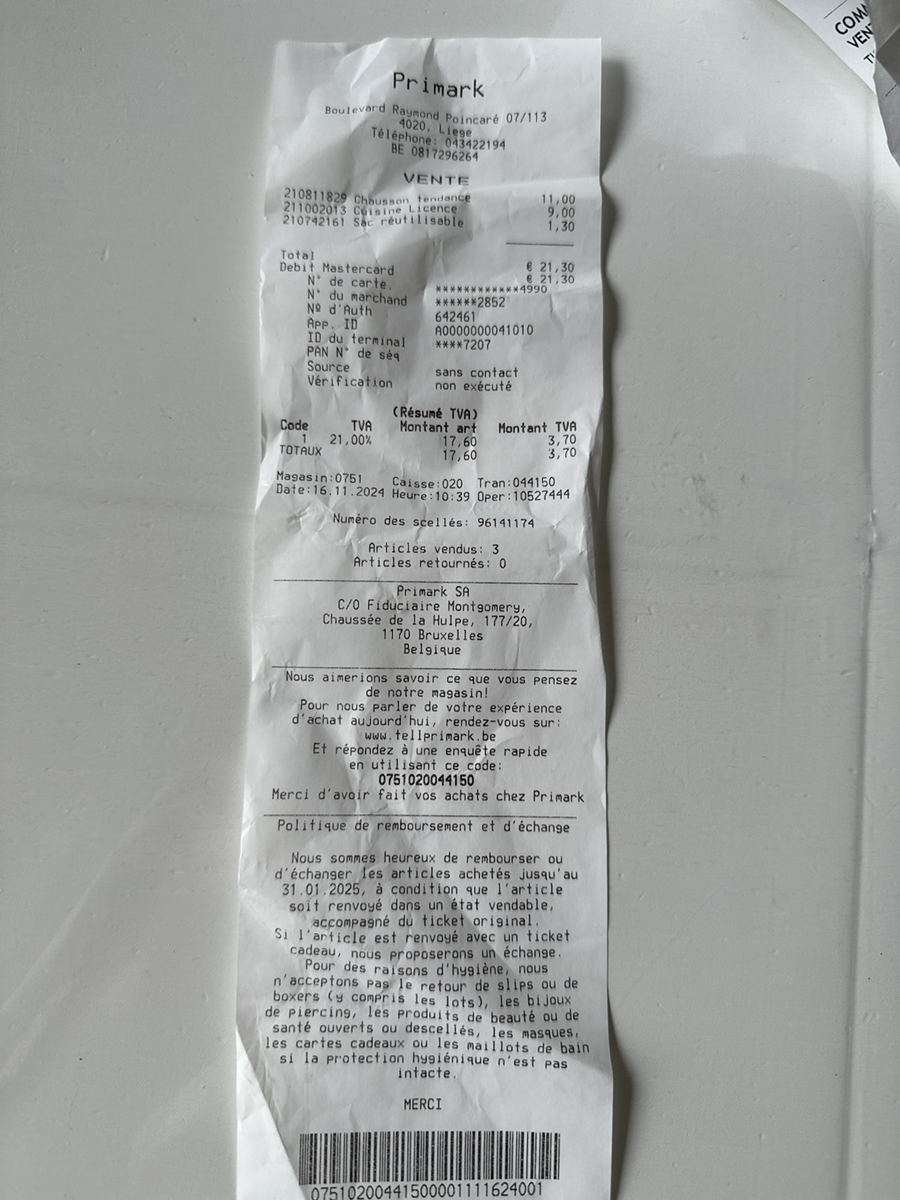 Primark
Boulevard Raymond Poincaré 07/113
4020, Liege
Téléphone: 043422194
BE 0817296264
VENTE
210811829 Chausson tendance 11,00
211002013 Cuisine Licence 9,00
210742161 Sac réutilisable 1,30
Total € 21,30
Debit Mastercard € 21,30
N° de carte. ************4990
N° du marchand ******2852
Nº d'Auth 642461
App. ID A0000000041010
ID du terminal ****7207
PAN N° de séq
Source sans contact
Vérification non exécuté
(Résumé TVA)
Code TVA Montant art Montant TVA
1 21,00% 17,60 3,70
TOTAUX 17,60 3,70
Magasin:0751 Caisse:020 Tran:044150
Date:16.11.2024 Heure:10:39 Oper:10527444
Numéro des scellés: 96141174
Articles vendus: 3
Articles retournés: 0
Primark SA
C/O Fiduciaire Montgomery,
Chaussée de la Hulpe, 177/20,
1170 Bruxelles
Belgique
Nous aimerions savoir ce que vous pensez
de notre magasin!
Pour nous parler de votre expérience
d'achat aujourd'hui, rendez-vous sur:
www.tellprimark.be
Et répondez à une enquête rapide
en utilisant ce code:
0751020044150
Merci d'avoir fait vos achats chez Primark
Politique de remboursement et d'échange
Nous sommes heureux de rembourser ou
d'échanger les articles achetés jusqu'au
31.01.2025, à condition que l'article
soit renvoyé dans un état vendable,
accompagné du ticket original.
Si l'article est renvoyé avec un ticket
cadeau, nous proposerons un échange.
Pour des raisons d'hygiène, nous
n'acceptons pas le retour de slips ou de
boxers (y compris les lots), les bijoux
de piercing, les produits de beauté ou de
santé ouverts ou descellés, les masques,
les cartes cadeaux ou les maillots de bain
si la protection hygiénique n'est pas
intacte.
MERCI
07510200441500001111624001